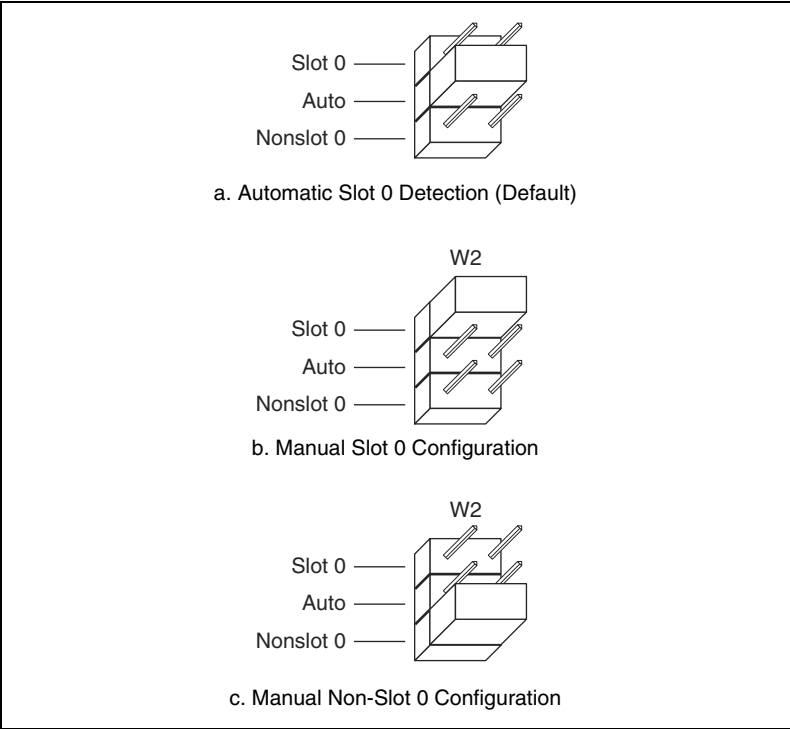 Slot 0
Auto
Nonslot 0
a. Automatic Slot 0 Detection (Default)
W2
Slot 0
Auto
Nonslot 0
b. Manual Slot 0 Configuration
W2
Slot 0
Auto
Nonslot 0
c. Manual Non-Slot 0 Configuration